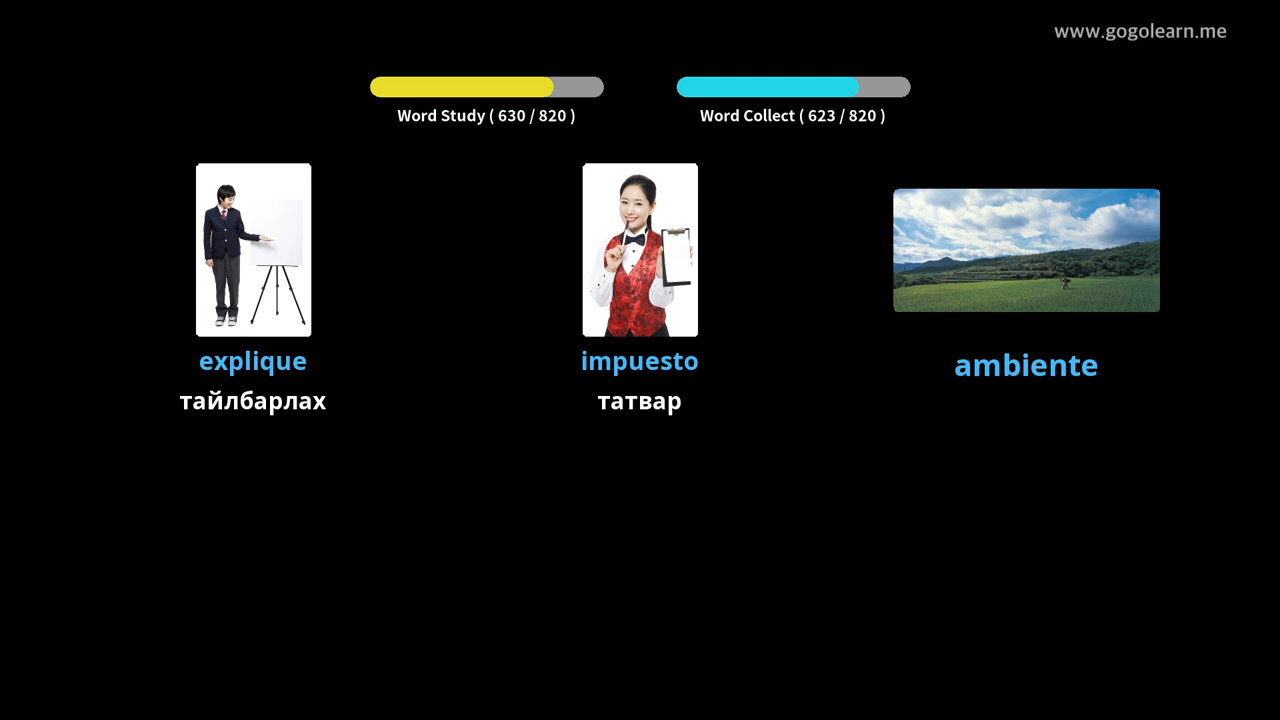 www.gogolearn.me
Word Study ( 630 / 820 )
Word Collect ( 623 / 820 )
explique
тайлбарлах
impuesto
татвар
ambiente